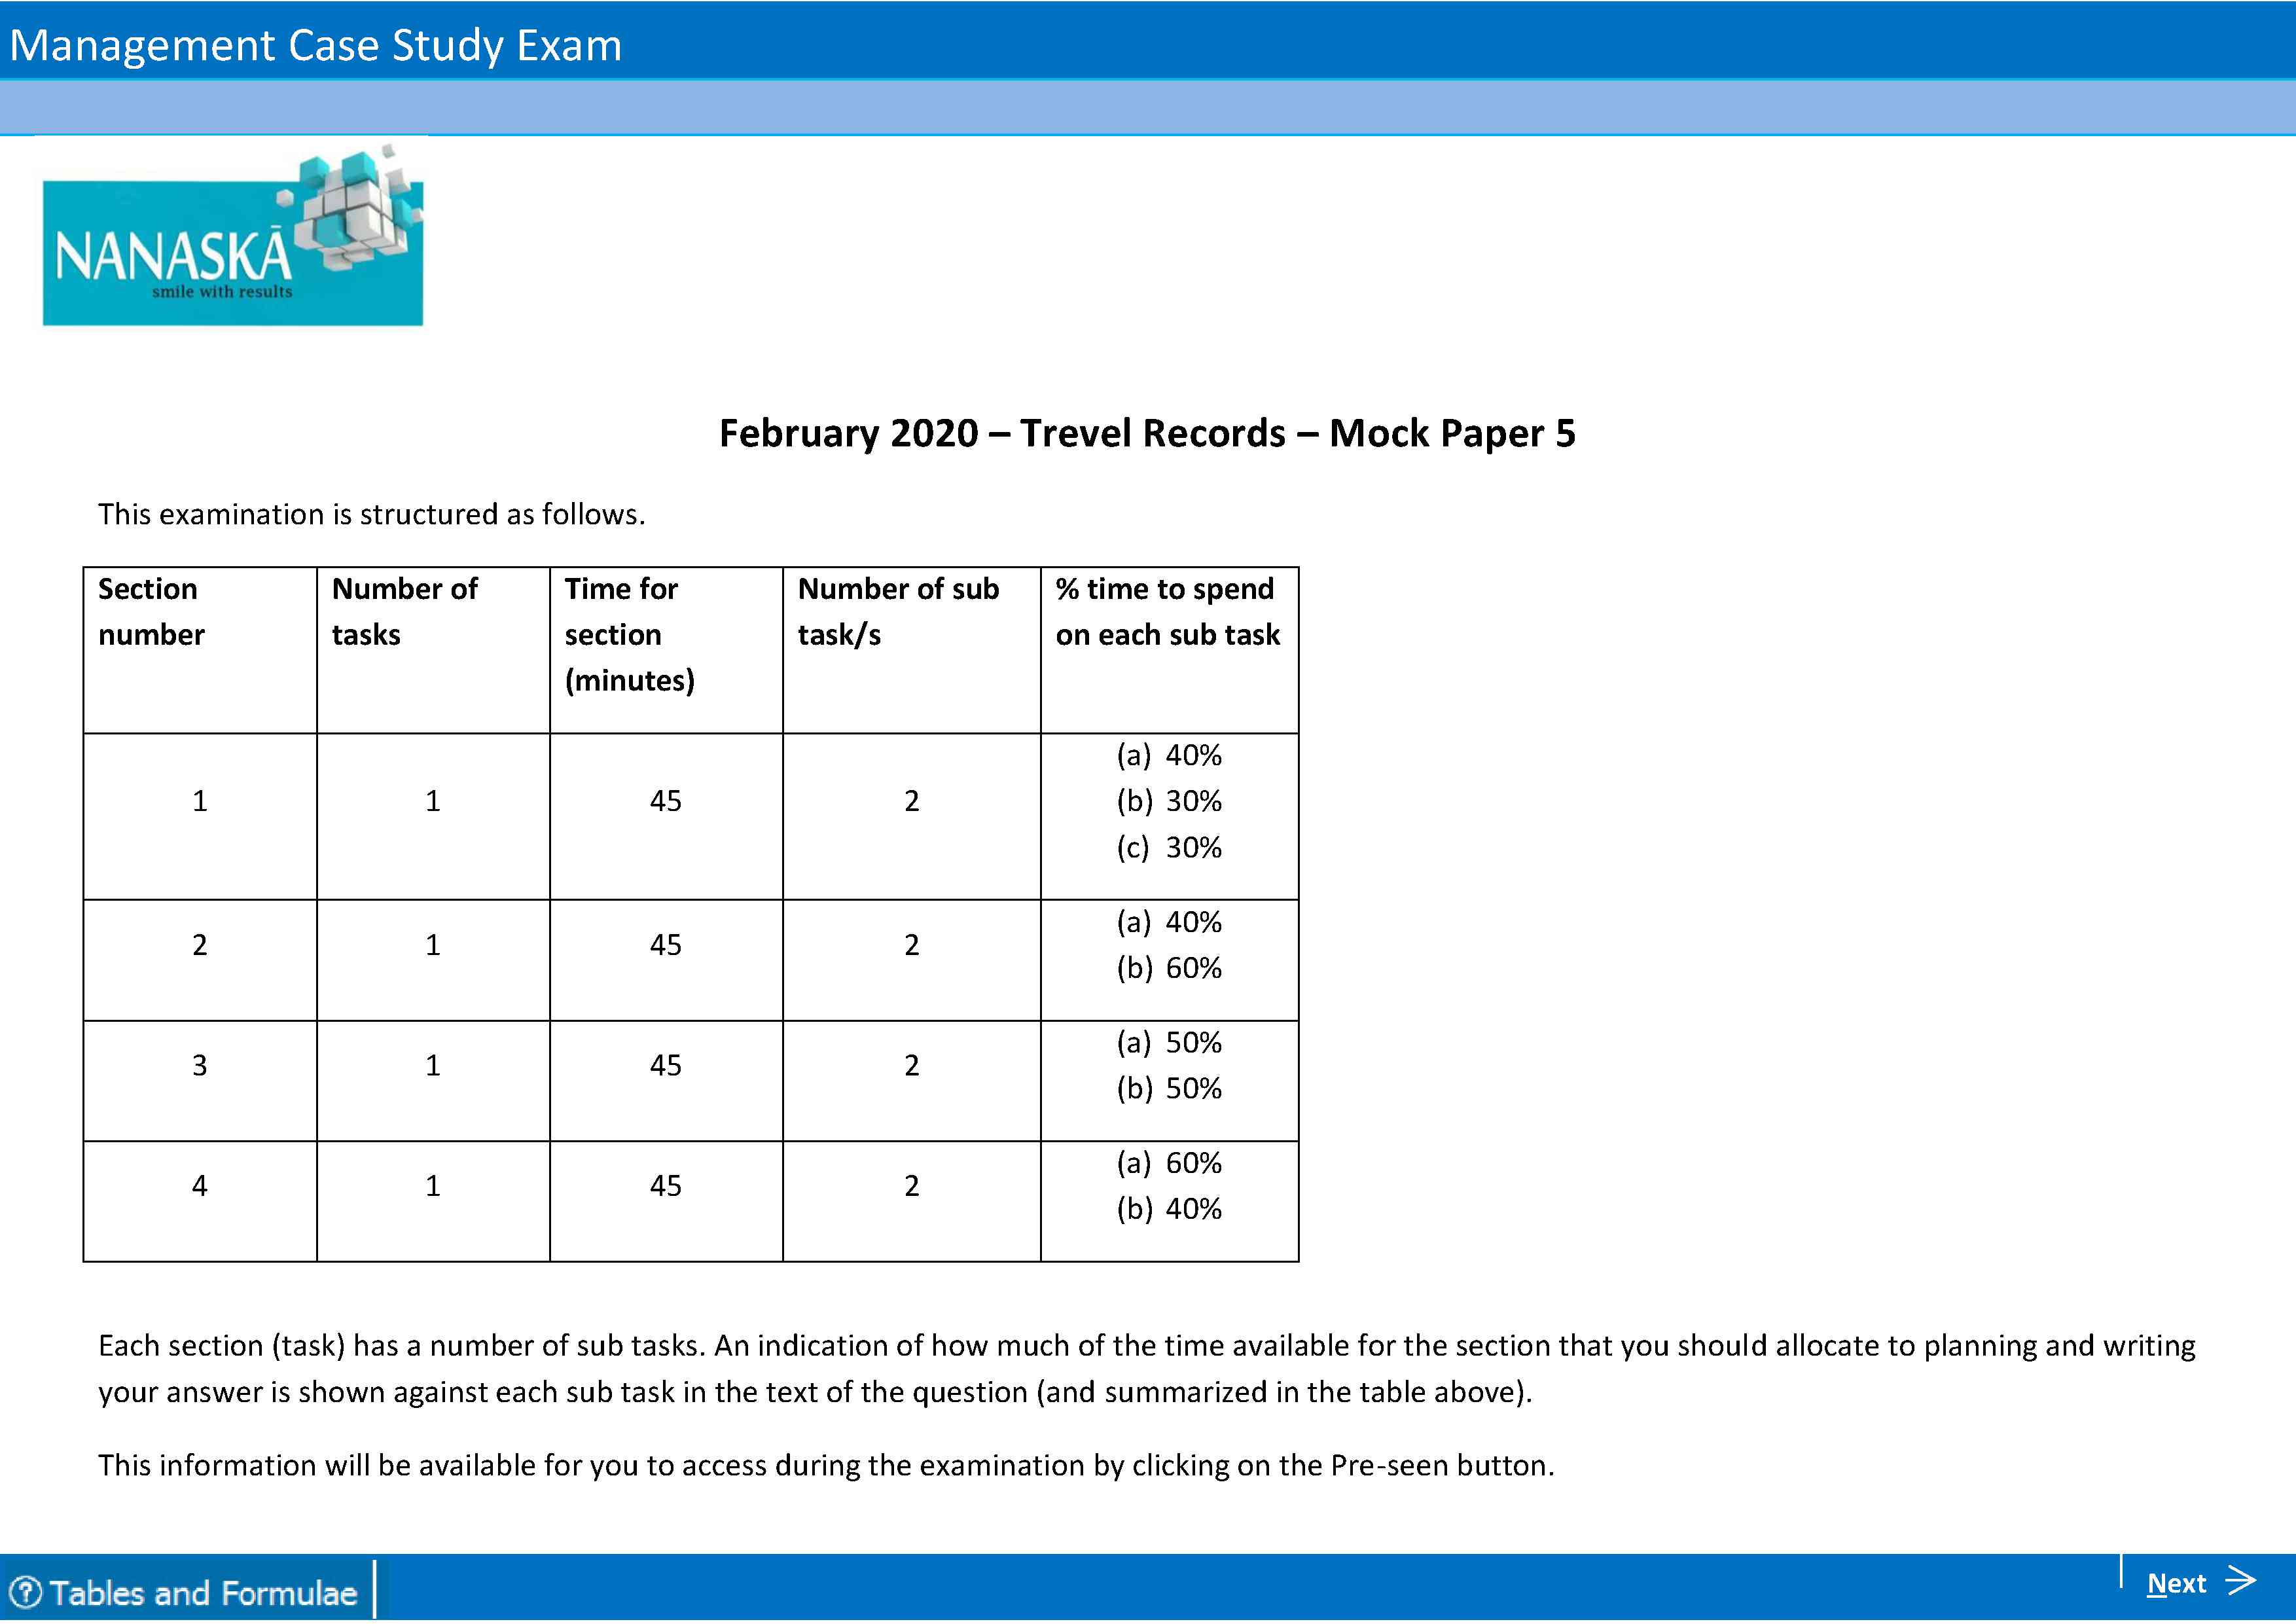 Management Case Study Exam
NANASKĀ
smile with results
February 2020 – Trevel Records – Mock Paper 5
This examination is structured as follows.
Section number | Number of tasks | Time for section (minutes) | Number of sub task/s | % time to spend on each sub task
1 | 1 | 45 | 2 | (a) 40% (b) 30% (c) 30%
2 | 1 | 45 | 2 | (a) 40% (b) 60%
3 | 1 | 45 | 2 | (a) 50% (b) 50%
4 | 1 | 45 | 2 | (a) 60% (b) 40%
Each section (task) has a number of sub tasks. An indication of how much of the time available for the section that you should allocate to planning and writing
your answer is shown against each sub task in the text of the question (and summarized in the table above).
This information will be available for you to access during the examination by clicking on the Pre-seen button.
? Tables and Formulae
Next →